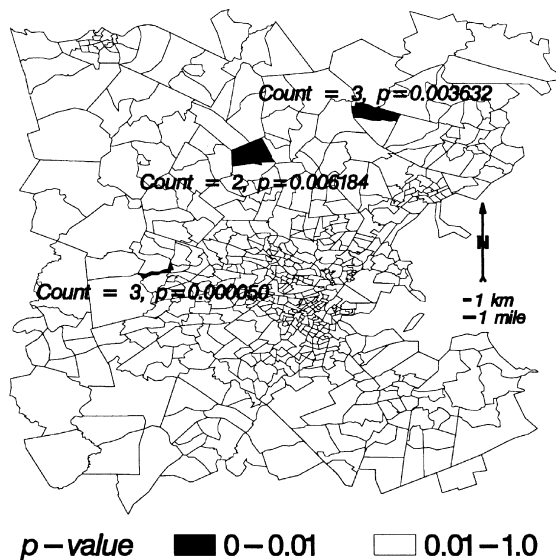 Count = 3, p=0.003632
Count = 2, p=0.006184
N
Count = 3, p=0.000050
1 km
1 mile
p-value 0-0.01 0.01-1.0